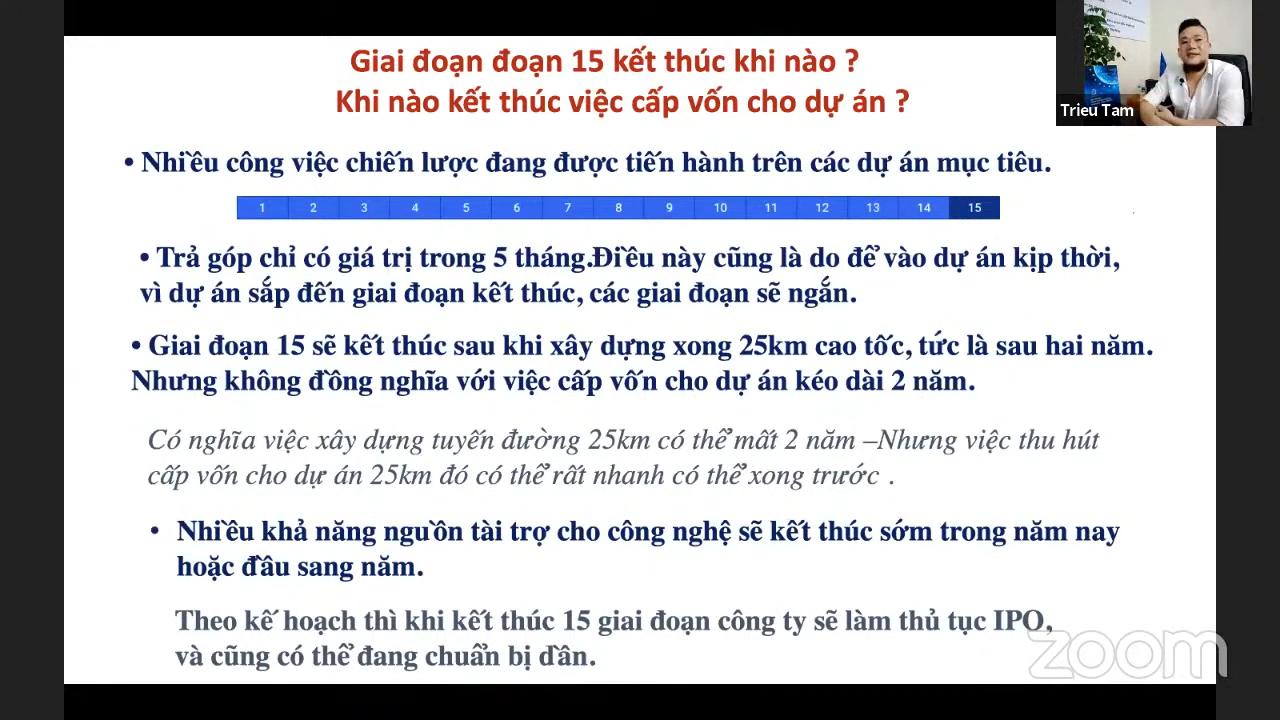 Giai đoạn đoạn 15 kết thúc khi nào ?
Khi nào kết thúc việc cấp vốn cho dự án ?
Trieu Tam
• Nhiều công việc chiến lược đang được tiến hành trên các dự án mục tiêu.
1 2 3 4 5 6 7 8 9 10 11 12 13 14 15
• Trả góp chỉ có giá trị trong 5 tháng.Điều này cũng là do để vào dự án kịp thời,
vì dự án sắp đến giai đoạn kết thúc, các giai đoạn sẽ ngắn.
• Giai đoạn 15 sẽ kết thúc sau khi xây dựng xong 25km cao tốc, tức là sau hai năm.
Nhưng không đồng nghĩa với việc cấp vốn cho dự án kéo dài 2 năm.
Có nghĩa việc xây dựng tuyến đường 25km có thể mất 2 năm –Nhưng việc thu hút
cấp vốn cho dự án 25km đó có thể rất nhanh có thể xong trước .
• Nhiều khả năng nguồn tài trợ cho công nghệ sẽ kết thúc sớm trong năm nay
hoặc đầu sang năm.
Theo kế hoạch thì khi kết thúc 15 giai đoạn công ty sẽ làm thủ tục IPO,
và cũng có thể đang chuẩn bị dần.
zoom